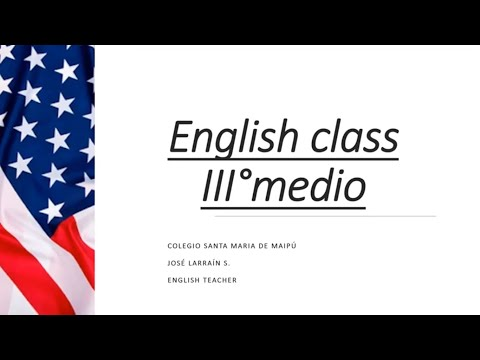 English class
III°medio
COLEGIO SANTA MARIA DE MAIPÚ
JOSÉ LARRAÍN S.
ENGLISH TEACHER